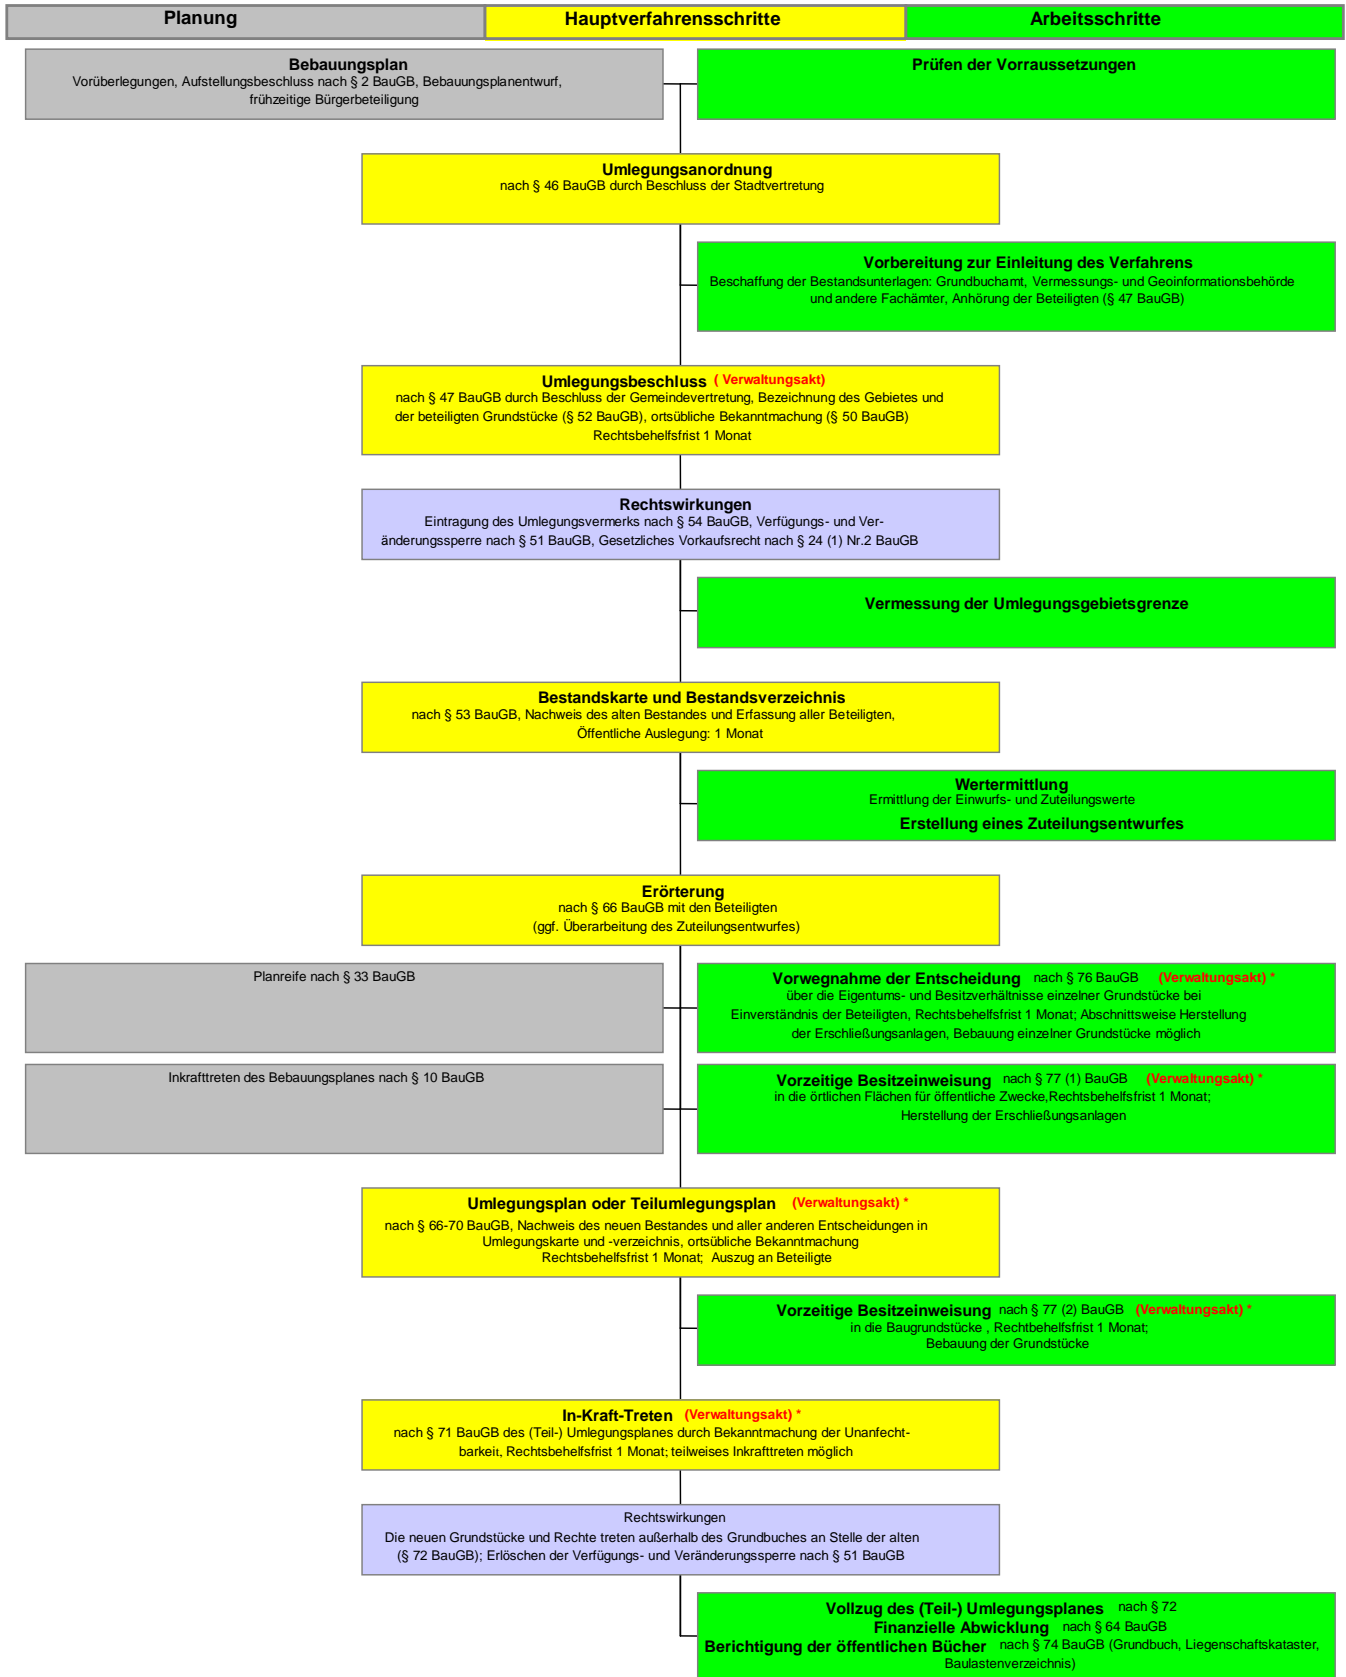 Planung
Hauptverfahrensschritte
Arbeitsschritte
Bebauungsplan
Vorüberlegungen, Aufstellungsbeschluss nach § 2 BauGB, Bebauungsplanentwurf,
frühzeitige Bürgerbeteiligung
Prüfen der Vorraussetzungen
Umlegungsanordnung
nach § 46 BauGB durch Beschluss der Stadtvertretung
Vorbereitung zur Einleitung des Verfahrens
Beschaffung der Bestandsunterlagen: Grundbuchamt, Vermessungs- und Geoinformationsbehörde
und andere Fachämter, Anhörung der Beteiligten (§ 47 BauGB)
Umlegungsbeschluss ( Verwaltungsakt)
nach § 47 BauGB durch Beschluss der Gemeindevertretung, Bezeichnung des Gebietes und
der beteiligten Grundstücke (§ 52 BauGB), ortsübliche Bekanntmachung (§ 50 BauGB)
Rechtsbehelfsfrist 1 Monat
Rechtswirkungen
Eintragung des Umlegungsvermerks nach § 54 BauGB, Verfügungs- und Ver-
änderungssperre nach § 51 BauGB, Gesetzliches Vorkaufsrecht nach § 24 (1) Nr.2 BauGB
Vermessung der Umlegungsgebietsgrenze
Bestandskarte und Bestandsverzeichnis
nach § 53 BauGB, Nachweis des alten Bestandes und Erfassung aller Beteiligten,
Öffentliche Auslegung: 1 Monat
Wertermittlung
Ermittlung der Einwurfs- und Zuteilungswerte
Erstellung eines Zuteilungsentwurfes
Erörterung
nach § 66 BauGB mit den Beteiligten
(ggf. Überarbeitung des Zuteilungsentwurfes)
Planreife nach § 33 BauGB
Vorwegnahme der Entscheidung nach § 76 BauGB (Verwaltungsakt) *
über die Eigentums- und Besitzverhältnisse einzelner Grundstücke bei
Einverständnis der Beteiligten, Rechtsbehelfsfrist 1 Monat; Abschnittsweise Herstellung
der Erschließungsanlagen, Bebauung einzelner Grundstücke möglich
Inkrafttreten des Bebauungsplanes nach § 10 BauGB
Vorzeitige Besitzeinweisung nach § 77 (1) BauGB (Verwaltungsakt) *
in die örtlichen Flächen für öffentliche Zwecke,Rechtsbehelfsfrist 1 Monat;
Herstellung der Erschließungsanlagen
Umlegungsplan oder Teilumlegungsplan (Verwaltungsakt) *
nach § 66-70 BauGB, Nachweis des neuen Bestandes und aller anderen Entscheidungen in
Umlegungskarte und -verzeichnis, ortsübliche Bekanntmachung
Rechtsbehelfsfrist 1 Monat; Auszug an Beteiligte
Vorzeitige Besitzeinweisung nach § 77 (2) BauGB (Verwaltungsakt) *
in die Baugrundstücke , Rechtbehelfsfrist 1 Monat;
Bebauung der Grundstücke
In-Kraft-Treten (Verwaltungsakt) *
nach § 71 BauGB des (Teil-) Umlegungsplanes durch Bekanntmachung der Unanfecht-
barkeit, Rechtsbehelfsfrist 1 Monat; teilweises Inkrafttreten möglich
Rechtswirkungen
Die neuen Grundstücke und Rechte treten außerhalb des Grundbuches an Stelle der alten
(§ 72 BauGB); Erlöschen der Verfügungs- und Veränderungssperre nach § 51 BauGB
Vollzug des (Teil-) Umlegungsplanes nach § 72
Finanzielle Abwicklung nach § 64 BauGB
Berichtigung der öffentlichen Bücher nach § 74 BauGB (Grundbuch, Liegenschaftskataster,
Baulastenverzeichnis)